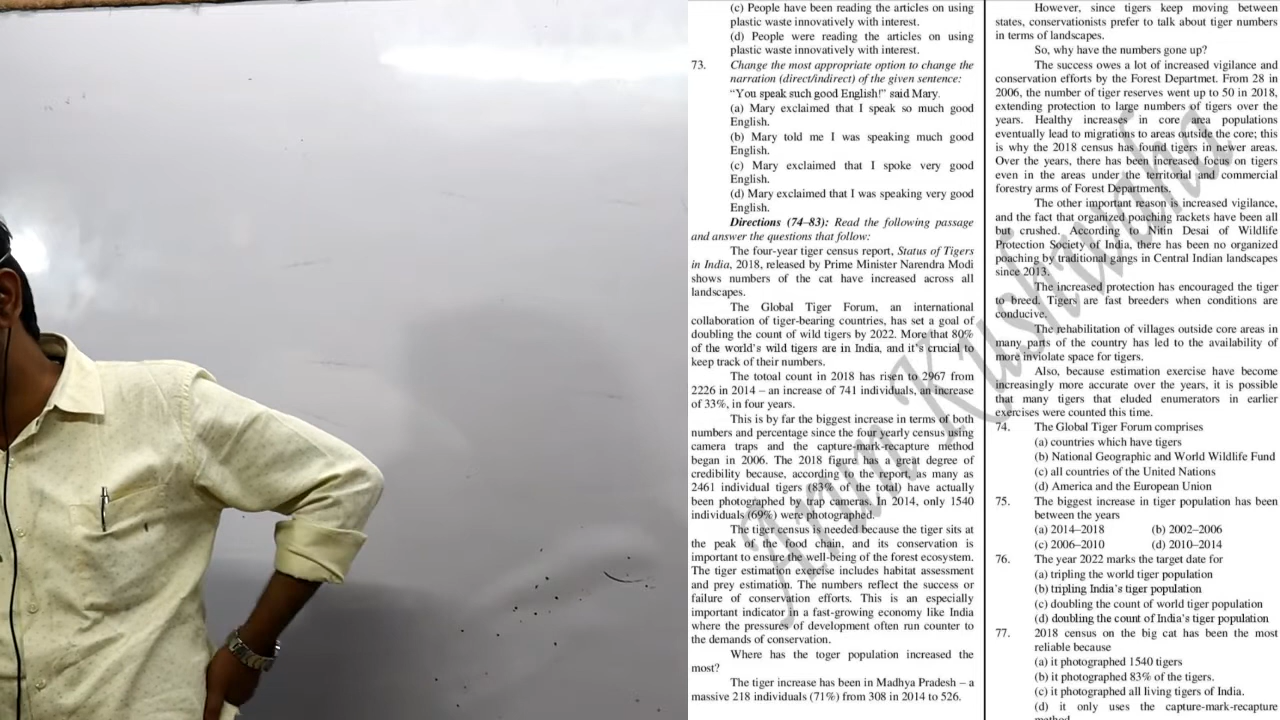 (c) People have been reading the articles on using
plastic waste innovatively with interest.
(d) People were reading the articles on using
plastic waste innovatively with interest.
73. Change the most appropriate option to change the
narration (direct/indirect) of the given sentence:
“You speak such good English!” said Mary.
(a) Mary exclaimed that I speak so much good
English.
(b) Mary told me I was speaking much good
English.
(c) Mary exclaimed that I spoke very good
English.
(d) Mary exclaimed that I was speaking very good
English.
Directions (74–83): Read the following passage
and answer the questions that follow:
The four-year tiger census report, Status of Tigers
in India, 2018, released by Prime Minister Narendra Modi
shows numbers of the cat have increased across all
landscapes.
The Global Tiger Forum, an international
collaboration of tiger-bearing countries, has set a goal of
doubling the count of wild tigers by 2022. More that 80%
of the world's wild tigers are in India, and it's crucial to
keep track of their numbers.
The totoal count in 2018 has risen to 2967 from
2226 in 2014 – an increase of 741 individuals, an increase
of 33%, in four years.
This is by far the biggest increase in terms of both
numbers and percentage since the four yearly census using
camera traps and the capture-mark-recapture method
began in 2006. The 2018 figure has a great degree of
credibility because, according to the report, as many as
2461 individual tigers (83% of the total) have actually
been photographed by trap cameras. In 2014, only 1540
individuals (69%) were photographed.
The tiger census is needed because the tiger sits at
the peak of the food chain, and its conservation is
important to ensure the well-being of the forest ecosystem.
The tiger estimation exercise includes habitat assessment
and prey estimation. The numbers reflect the success or
failure of conservation efforts. This is an especially
important indicator in a fast-growing economy like India
where the pressures of development often run counter to
the demands of conservation.
Where has the toger population increased the
most?
The tiger increase has been in Madhya Pradesh – a
massive 218 individuals (71%) from 308 in 2014 to 526.
However, since tigers keep moving between
states, conservationists prefer to talk about tiger numbers
in terms of landscapes.
So, why have the numbers gone up?
The success owes a lot of increased vigilance and
conservation efforts by the Forest Departmet. From 28 in
2006, the number of tiger reserves went up to 50 in 2018,
extending protection to large numbers of tigers over the
years. Healthy increases in core area populations
eventually lead to migrations to areas outside the core; this
is why the 2018 census has found tigers in newer areas.
Over the years, there has been increased focus on tigers
even in the areas under the territorial and commercial
forestry arms of Forest Departments.
The other important reason is increased vigilance,
and the fact that organized poaching rackets have been all
but crushed. According to Nitin Desai of Wildlife
Protection Society of India, there has been no organized
poaching by traditional gangs in Central Indian landscapes
since 2013.
The increased protection has encouraged the tiger
to breed. Tigers are fast breeders when conditions are
conducive.
The rehabilitation of villages outside core areas in
many parts of the country has led to the availability of
more inviolate space for tigers.
Also, because estimation exercise have become
increasingly more accurate over the years, it is possible
that many tigers that eluded enumerators in earlier
exercises were counted this time.
74. The Global Tiger Forum comprises
(a) countries which have tigers
(b) National Geographic and World Wildlife Fund
(c) all countries of the United Nations
(d) America and the European Union
75. The biggest increase in tiger population has been
between the years
(a) 2014–2018 (b) 2002–2006
(c) 2006–2010 (d) 2010–2014
76. The year 2022 marks the target date for
(a) tripling the world tiger population
(b) tripling India's tiger population
(c) doubling the count of world tiger population
(d) doubling the count of India's tiger population
77. 2018 census on the big cat has been the most
reliable because
(a) it photographed 1540 tigers
(b) it photographed 83% of the tigers.
(c) it photographed all living tigers of India.
(d) it only uses the capture-mark-recapture
method
Arun Kushwaha